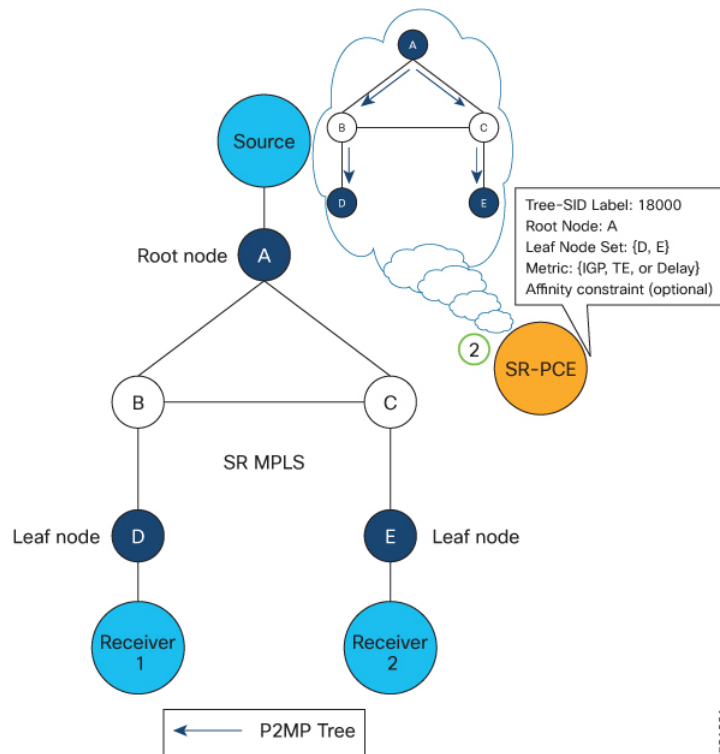 A
B
C
D
E
Source
Tree-SID Label: 18000
Root Node: A
Leaf Node Set: {D, E}
Metric: {IGP, TE, or Delay}
Affinity constraint (optional)
Root node
A
2
SR-PCE
B
C
SR MPLS
Leaf node
D
E
Leaf node
Receiver
1
Receiver
2
P2MP Tree